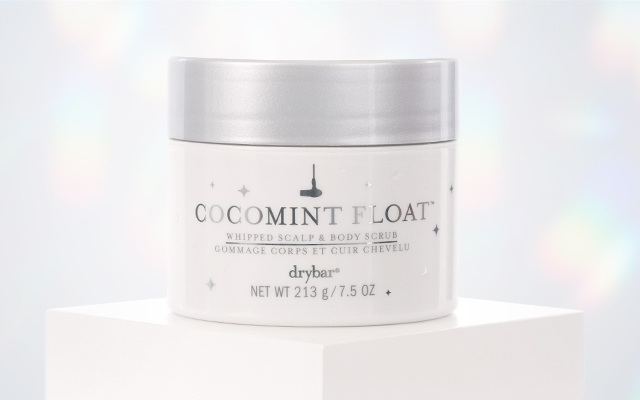 COCOMINT FLOAT™
WHIPPED SCALP & BODY SCRUB
GOMMAGE CORPS ET CUIR CHEVELU
drybar®
NET WT 213 g/7.5 OZ